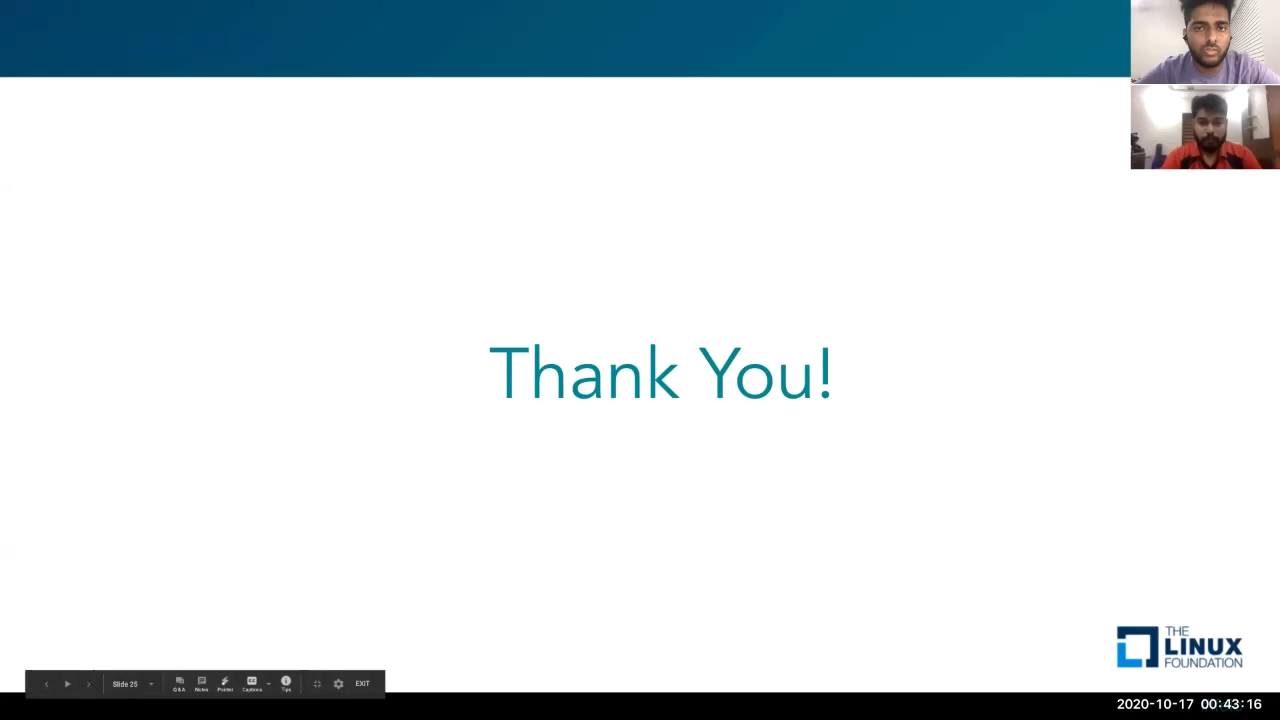 Thank You!
THE
LINUX
FOUNDATION
Slide 25
Q&A Notes Pointer Captions Tips EXIT
2020-10-17 00:43:16